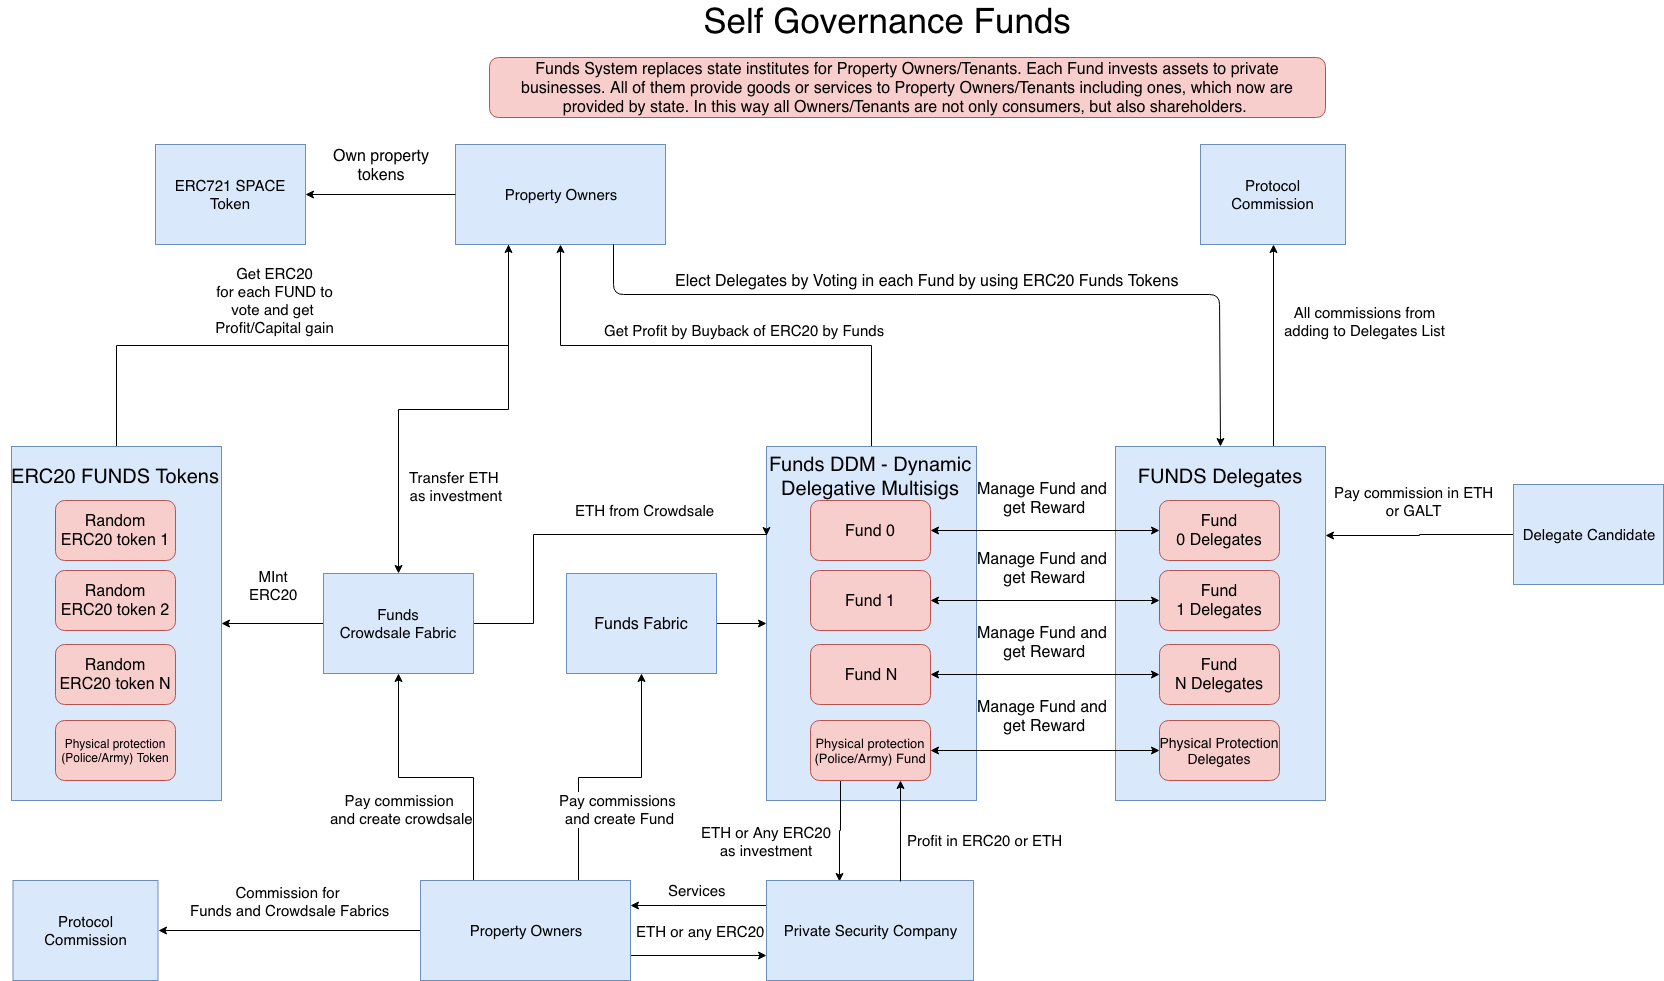 Self Governance Funds
Funds System replaces state institutes for Property Owners/Tenants. Each Fund invests assets to private
businesses. All of them provide goods or services to Property Owners/Tenants including ones, which now are
provided by state. In this way all Owners/Tenants are not only consumers, but also shareholders.
ERC721 SPACE
Token
Own property
tokens
Property Owners
Protocol
Commission
Get ERC20
for each FUND to
vote and get
Profit/Capital gain
Elect Delegates by Voting in each Fund by using ERC20 Funds Tokens
Get Profit by Buyback of ERC20 by Funds
All commissions from
adding to Delegates List
ERC20 FUNDS Tokens
Random
ERC20 token 1
Random
ERC20 token 2
Random
ERC20 token N
Physical protection
(Police/Army) Token
Transfer ETH
as investment
MInt
ERC20
Funds
Crowdsale Fabric
ETH from Crowdsale
Funds Fabric
Funds DDM - Dynamic
Delegative Multisigs
Fund 0
Fund 1
Fund N
Physical protection
(Police/Army) Fund
Manage Fund and
get Reward
Manage Fund and
get Reward
Manage Fund and
get Reward
Manage Fund and
get Reward
FUNDS Delegates
Fund
0 Delegates
Fund
1 Delegates
Fund
N Delegates
Physical Protection
Delegates
Pay commission in ETH
or GALT
Delegate Candidate
Pay commission
and create crowdsale
Pay commissions
and create Fund
ETH or Any ERC20
as investment
Profit in ERC20 or ETH
Protocol
Commission
Commission for
Funds and Crowdsale Fabrics
Property Owners
Services
ETH or any ERC20
Private Security Company